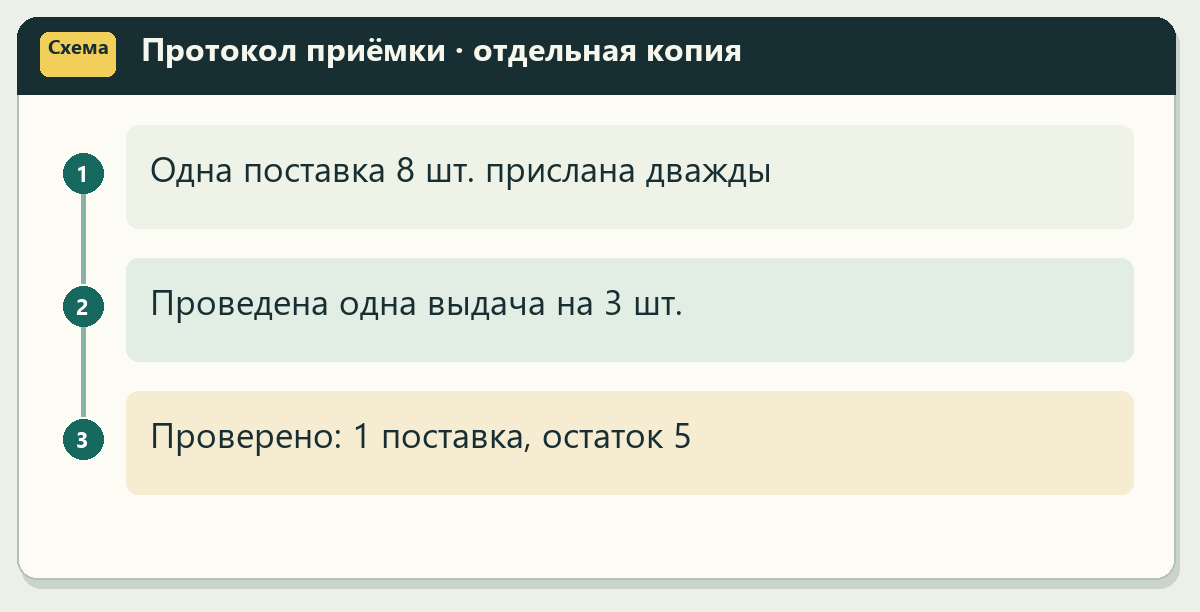 Схема
Протокол приёмки · отдельная копия
1
Одна поставка 8 шт. прислана дважды
2
Проведена одна выдача на 3 шт.
3
Проверено: 1 поставка, остаток 5